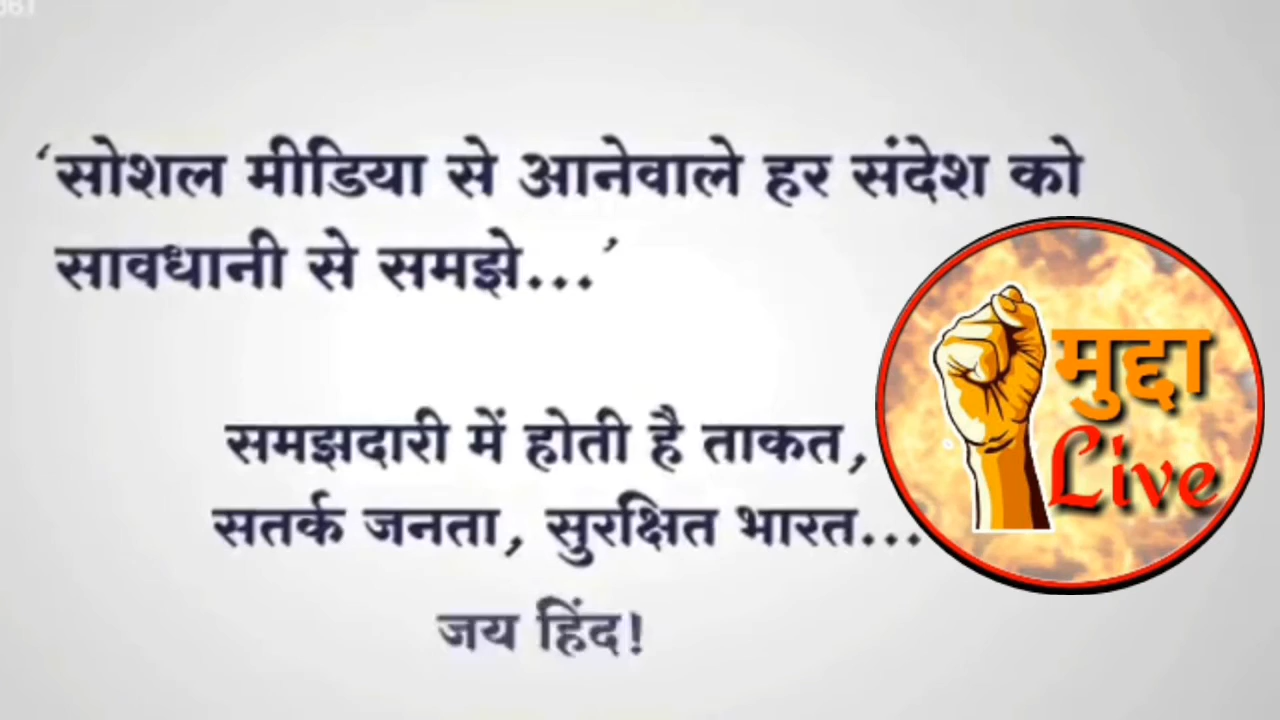 ‘सोशल मीडिया से आनेवाले हर संदेश को
सावधानी से समझे...’
समझदारी में होती है ताकत,
सतर्क जनता, सुरक्षित भारत...
जय हिंद!
मुद्दा
Live